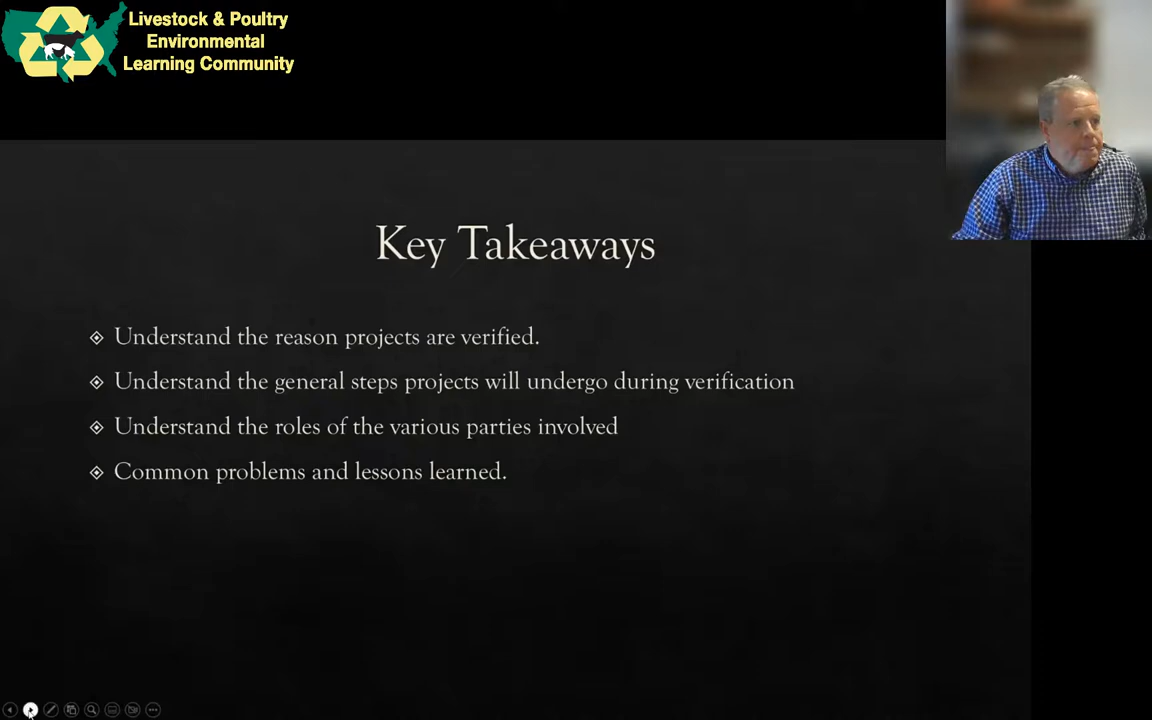 Livestock & Poultry
Environmental
Learning Community
Key Takeaways
Understand the reason projects are verified.
Understand the general steps projects will undergo during verification
Understand the roles of the various parties involved
Common problems and lessons learned.